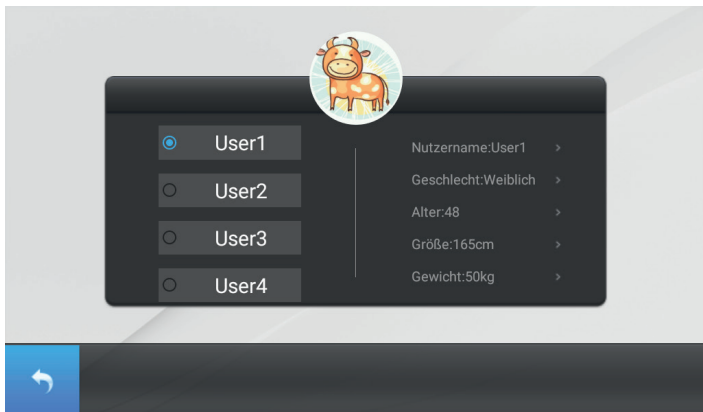 User1
User2
User3
User4
Nutzername:User1
Geschlecht:Weiblich
Alter:48
Größe:165cm
Gewicht:50kg